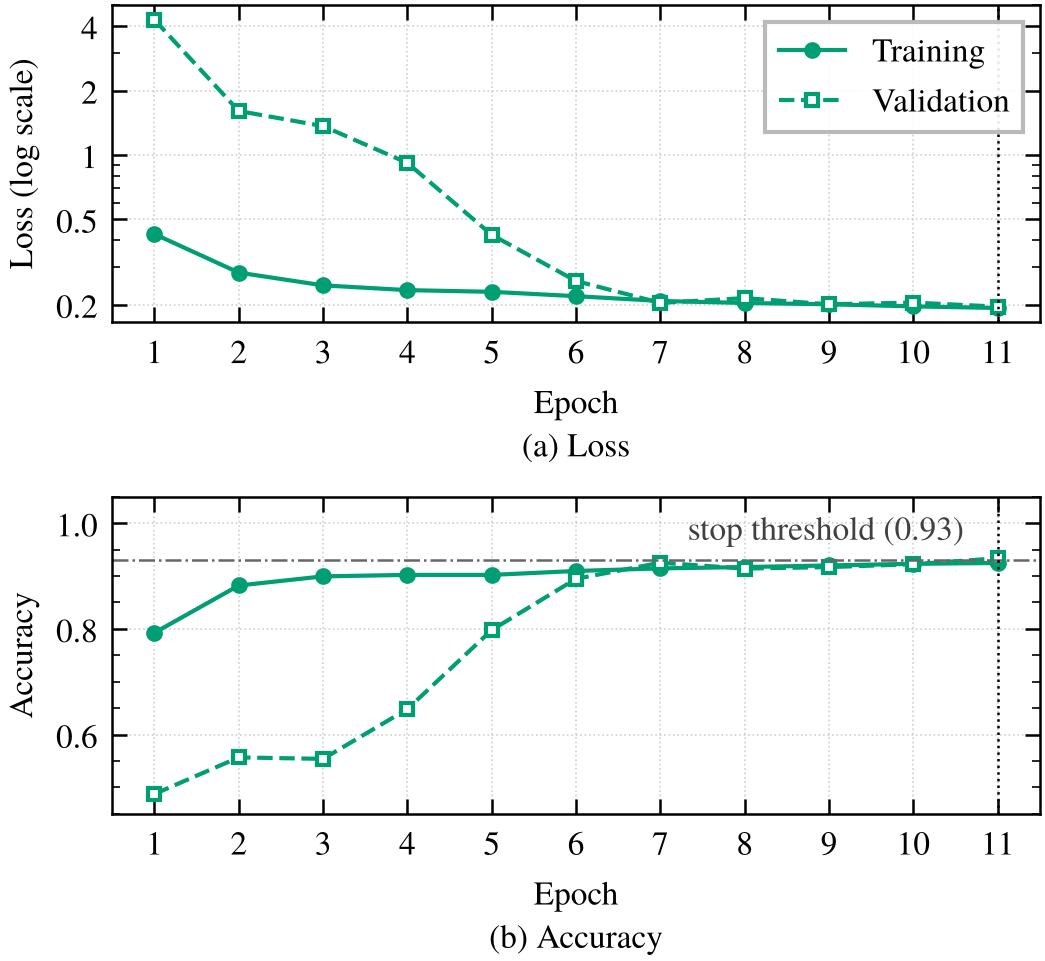 Loss (log scale)
4
2
1
0.5
0.2
Training
Validation
1 2 3 4 5 6 7 8 9 10 11
Epoch
(a) Loss
Accuracy
1.0
0.8
0.6
stop threshold (0.93)
1 2 3 4 5 6 7 8 9 10 11
Epoch
(b) Accuracy